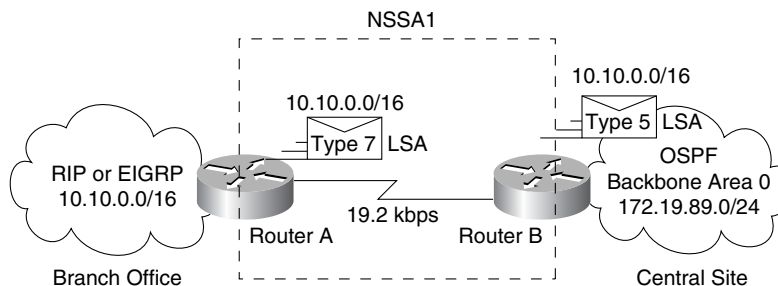 NSSA1
10.10.0.0/16
Type 7 LSA
10.10.0.0/16
Type 5 LSA
RIP or EIGRP
10.10.0.0/16
OSPF
Backbone Area 0
172.19.89.0/24
19.2 kbps
Router A
Router B
Branch Office
Central Site